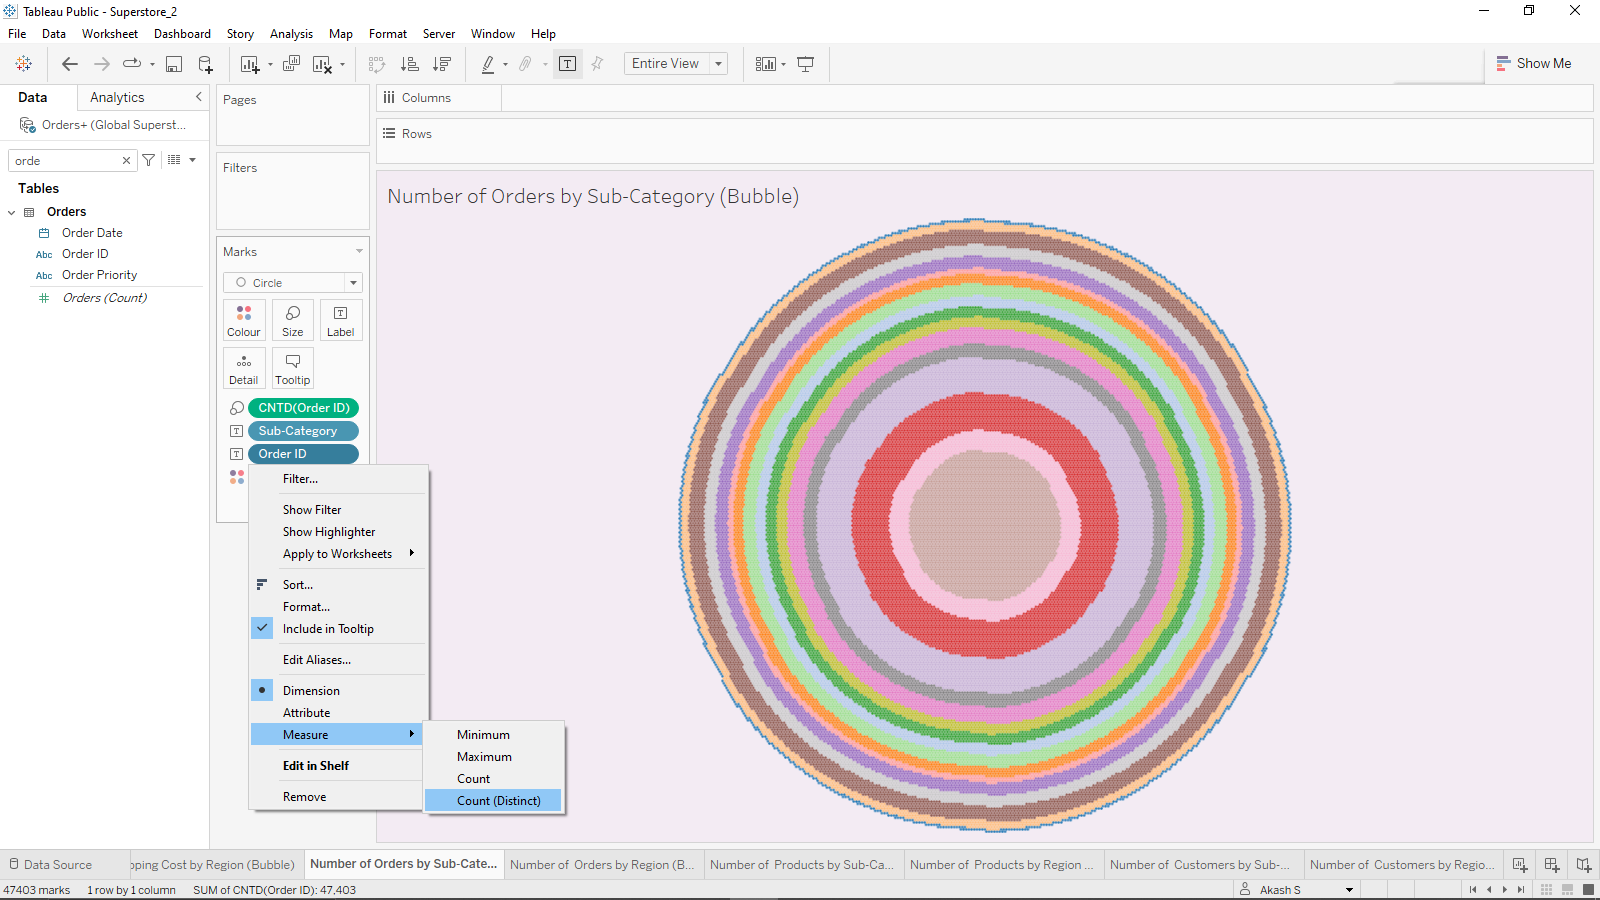 Tableau Public - Superstore_2
File Data Worksheet Dashboard Story Analysis Map Format Server Window Help
Entire View
Show Me
Data Analytics
Orders+ (Global Superst...
orde
Tables
Orders
Order Date
Abc Order ID
Abc Order Priority
Orders (Count)
Pages
Filters
Marks
Circle
Colour Size Label
Detail Tooltip
CNTD(Order ID)
Sub-Category
Order ID
Filter...
Show Filter
Show Highlighter
Apply to Worksheets
Sort...
Format...
Include in Tooltip
Edit Aliases...
Dimension
Attribute
Measure
Edit in Shelf
Remove
Minimum
Maximum
Count
Count (Distinct)
Columns
Rows
Number of Orders by Sub-Category (Bubble)
Data Source pping Cost by Region (Bubble) Number of Orders by Sub-Cate... Number of Orders by Region (B... Number of Products by Sub-Ca... Number of Products by Region ... Number of Customers by Sub-... Number of Customers by Regio...
47403 marks 1 row by 1 column SUM of CNTD(Order ID): 47,403 Akash S